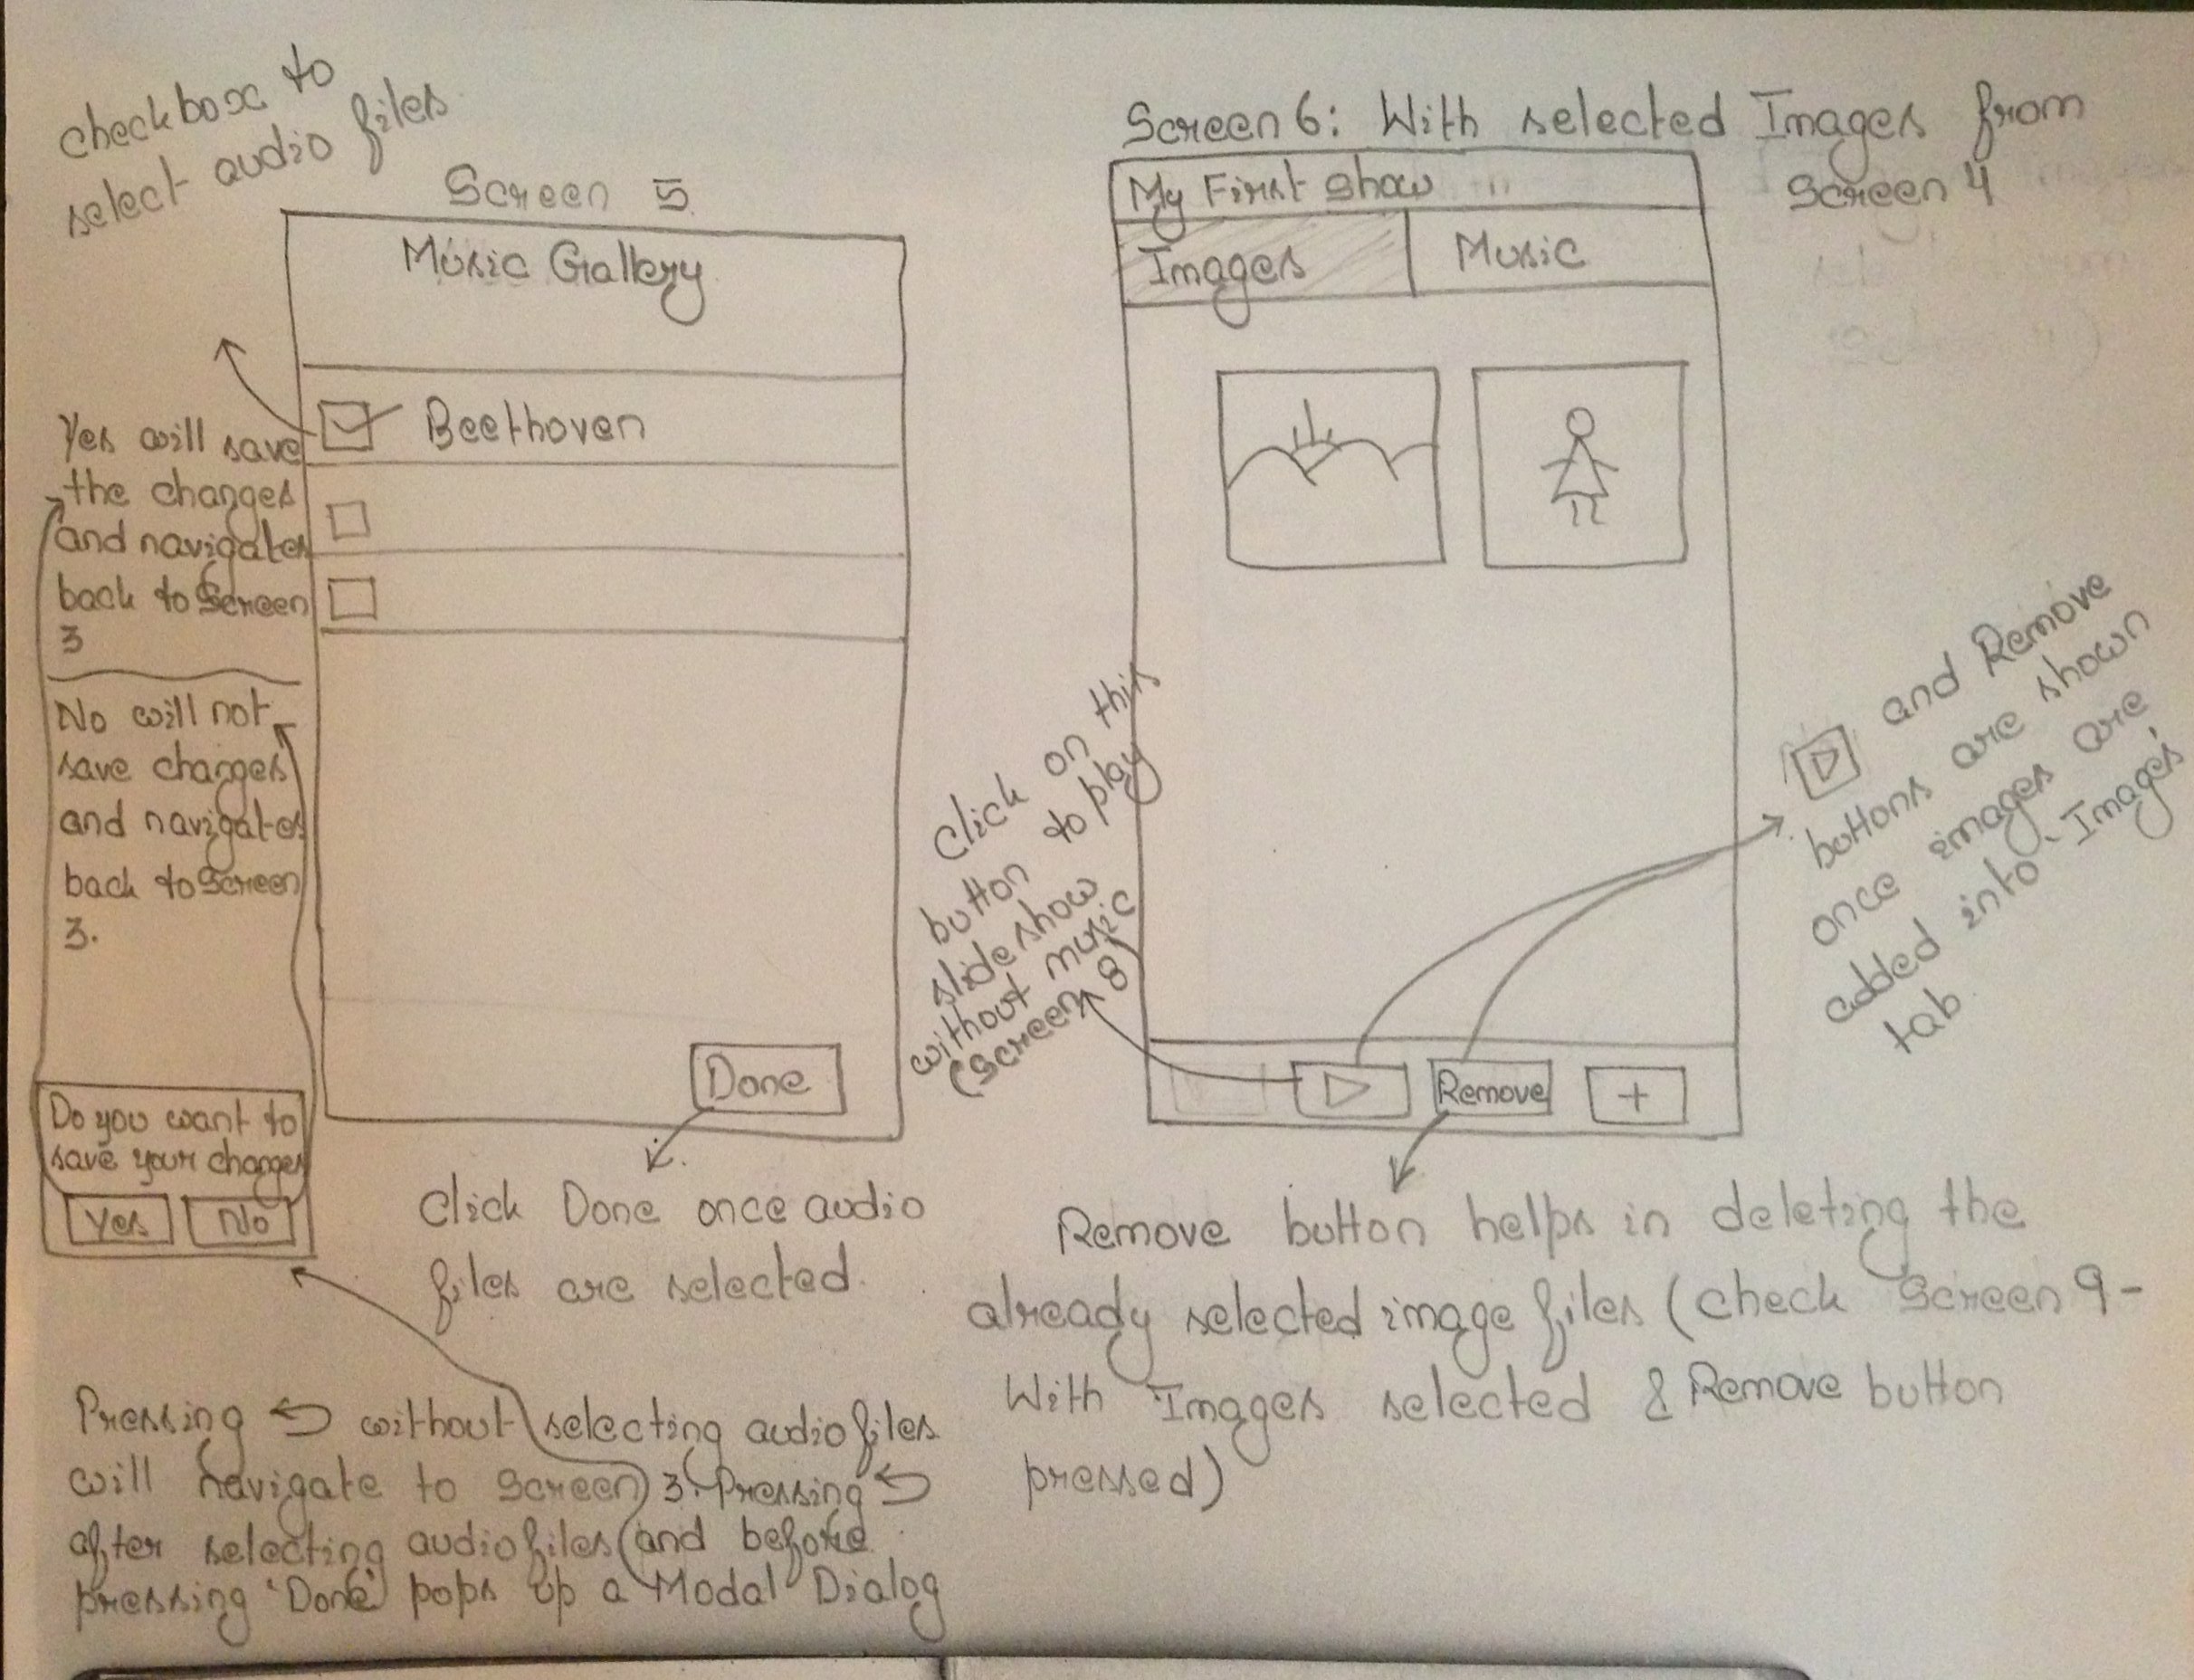 checkbox to
select audio files
Screen 5
Music Gallery
Beethoven
Done
Click Done once audio
files are selected.
Yes will save
the changes
and navigates
back to Screen
3
No will not
save changes
and navigates
back to Screen
3.
Do you want to
save your changes
Yes No
Pressing ↩ without selecting audio files
will navigate to Screen 3. Pressing ↩
after selecting audio files (and before
pressing 'Done' pops up a Modal Dialog
Screen 6: With selected Images from
Screen 4
My First Show
Images Music
Click on this
button to play
slide show
without music
(Screen 8)
Remove +
and Remove
buttons are shown
once images are
added into 'Images'
tab
Remove button helps in deleting the
already selected image files (check Screen 9-
With Images selected & Remove button
pressed)